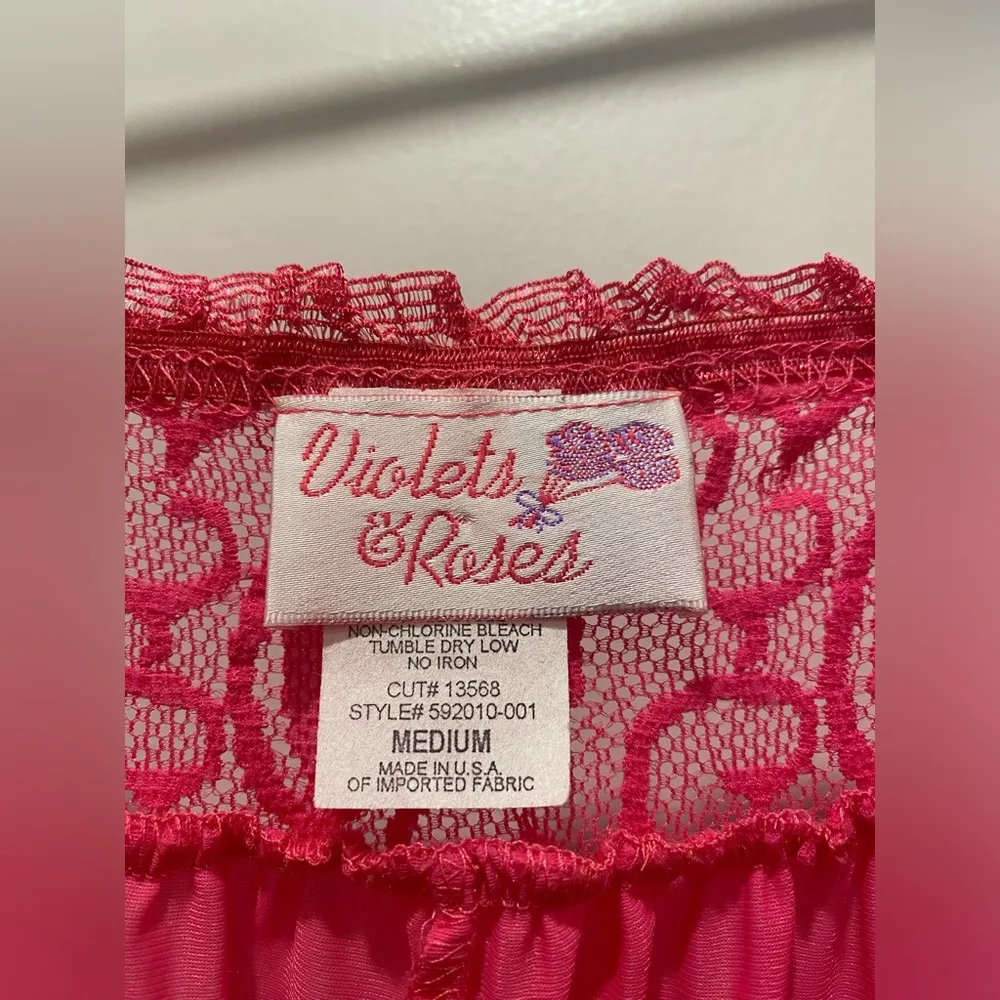 Violets
& Roses
NON-CHLORINE BLEACH
TUMBLE DRY LOW
NO IRON
CUT# 13568
STYLE# 592010-001
MEDIUM
MADE IN U.S.A.
OF IMPORTED FABRIC